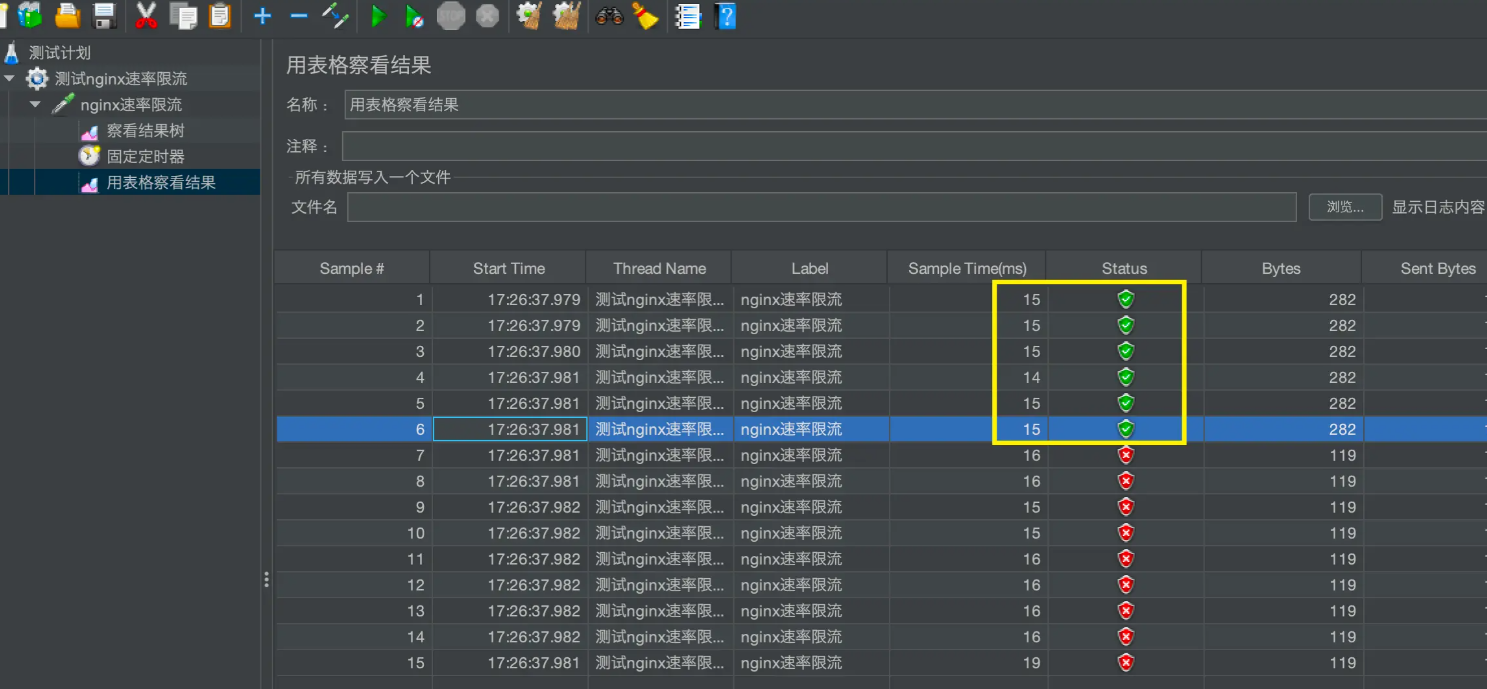 STOP
测试计划
测试nginx速率限流
nginx速率限流
察看结果树
固定定时器
用表格察看结果
用表格察看结果
名称： 用表格察看结果
注释：
所有数据写入一个文件
文件名 浏览... 显示日志内容
Sample # Start Time Thread Name Label Sample Time(ms) Status Bytes Sent Bytes
1 17:26:37.979 测试nginx速率限... nginx速率限流 15 282
2 17:26:37.979 测试nginx速率限... nginx速率限流 15 282
3 17:26:37.980 测试nginx速率限... nginx速率限流 15 282
4 17:26:37.981 测试nginx速率限... nginx速率限流 14 282
5 17:26:37.981 测试nginx速率限... nginx速率限流 15 282
6 17:26:37.981 测试nginx速率限... nginx速率限流 15 282
7 17:26:37.981 测试nginx速率限... nginx速率限流 16 119
8 17:26:37.981 测试nginx速率限... nginx速率限流 16 119
9 17:26:37.982 测试nginx速率限... nginx速率限流 15 119
10 17:26:37.982 测试nginx速率限... nginx速率限流 15 119
11 17:26:37.982 测试nginx速率限... nginx速率限流 16 119
12 17:26:37.982 测试nginx速率限... nginx速率限流 16 119
13 17:26:37.982 测试nginx速率限... nginx速率限流 16 119
14 17:26:37.982 测试nginx速率限... nginx速率限流 16 119
15 17:26:37.981 测试nginx速率限... nginx速率限流 19 119